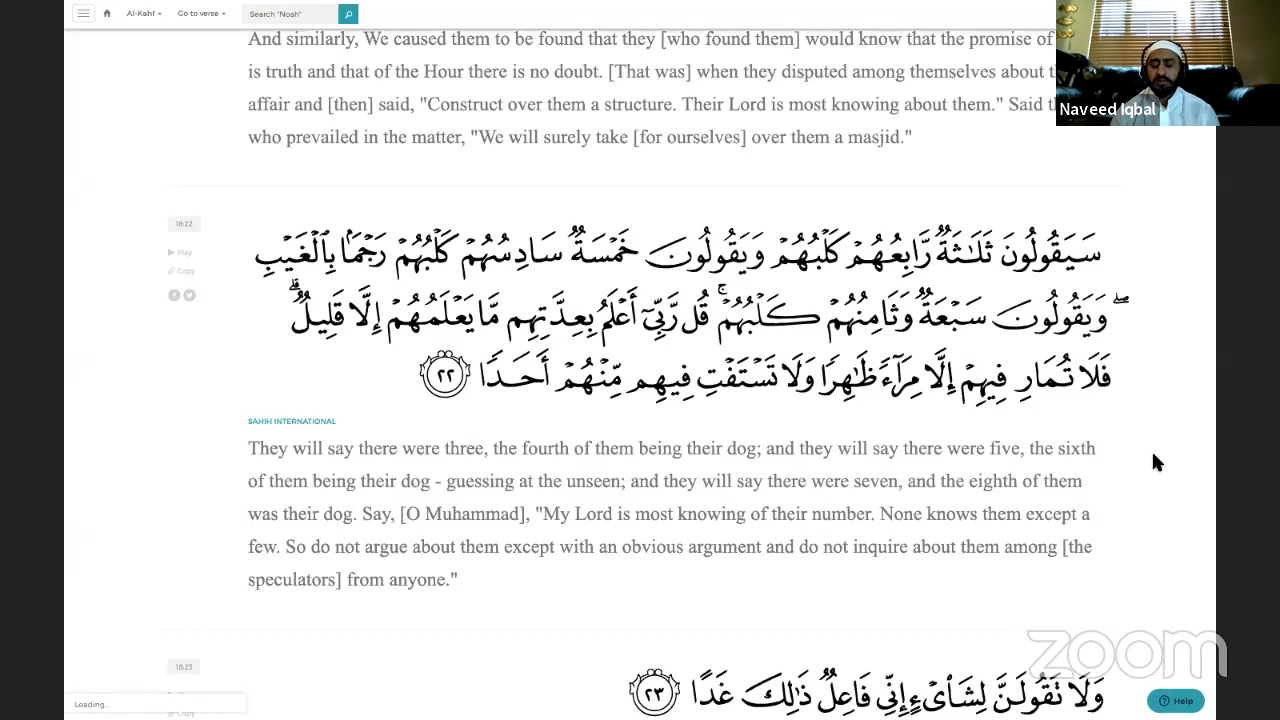 Al-Kahf
Go to verse
Search "Noah"
And similarly, We caused them to be found that they [who found them] would know that the promise of
is truth and that of the Hour there is no doubt. [That was] when they disputed among themselves about
affair and [then] said, "Construct over them a structure. Their Lord is most knowing about them." Said
who prevailed in the matter, "We will surely take [for ourselves] over them a masjid."
Naveed Iqbal
18:22
Play
Copy
سَيَقُولُونَ ثَلَـٰثَةٌ رَّابِعُهُمْ كَلْبُهُمْ وَيَقُولُونَ خَمْسَةٌ سَادِسُهُمْ كَلْبُهُمْ رَجْمًۢا بِٱلْغَيْبِ
ۖ وَيَقُولُونَ سَبْعَةٌ وَثَامِنُهُمْ كَلْبُهُمْ ۚ قُل رَّبِّىٓ أَعْلَمُ بِعِدَّتِهِم مَّا يَعْلَمُهُمْ إِلَّا قَلِيلٌ ۗ
فَلَا تُمَارِ فِيهِمْ إِلَّا مِرَآءً ظَـٰهِرًا وَلَا تَسْتَفْتِ فِيهِم مِّنْهُمْ أَحَدًا ٢٢
SAHIH INTERNATIONAL
They will say there were three, the fourth of them being their dog; and they will say there were five, the sixth
of them being their dog - guessing at the unseen; and they will say there were seven, and the eighth of them
was their dog. Say, [O Muhammad], "My Lord is most knowing of their number. None knows them except a
few. So do not argue about them except with an obvious argument and do not inquire about them among [the
speculators] from anyone."
18:23
وَلَا تَقُولَنَّ لِشَا۟ىْءٍ إِنِّى فَاعِلٌ ذَٰلِكَ غَدًا ٢٣
zoom
Loading...
Copy
Help